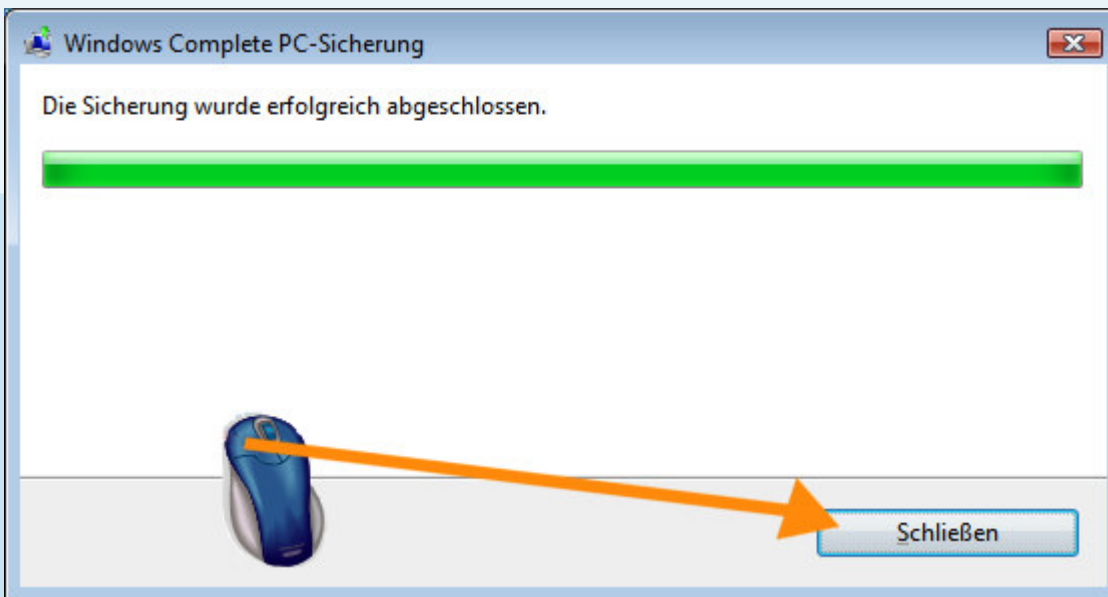 Windows Complete PC-Sicherung
Die Sicherung wurde erfolgreich abgeschlossen.
Schließen